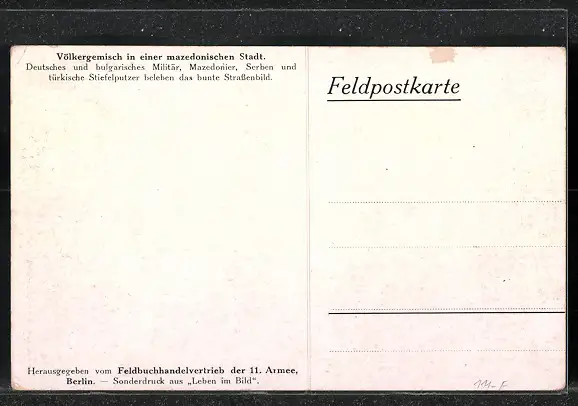 Völkergemisch in einer mazedonischen Stadt.
Deutsches und bulgarisches Militär, Mazedonier, Serben und
türkische Stiefelputzer beleben das bunte Straßenbild.
Feldpostkarte
Herausgegeben vom Feldbuchhandelvertrieb der 11. Armee,
Berlin. — Sonderdruck aus „Leben im Bild“.